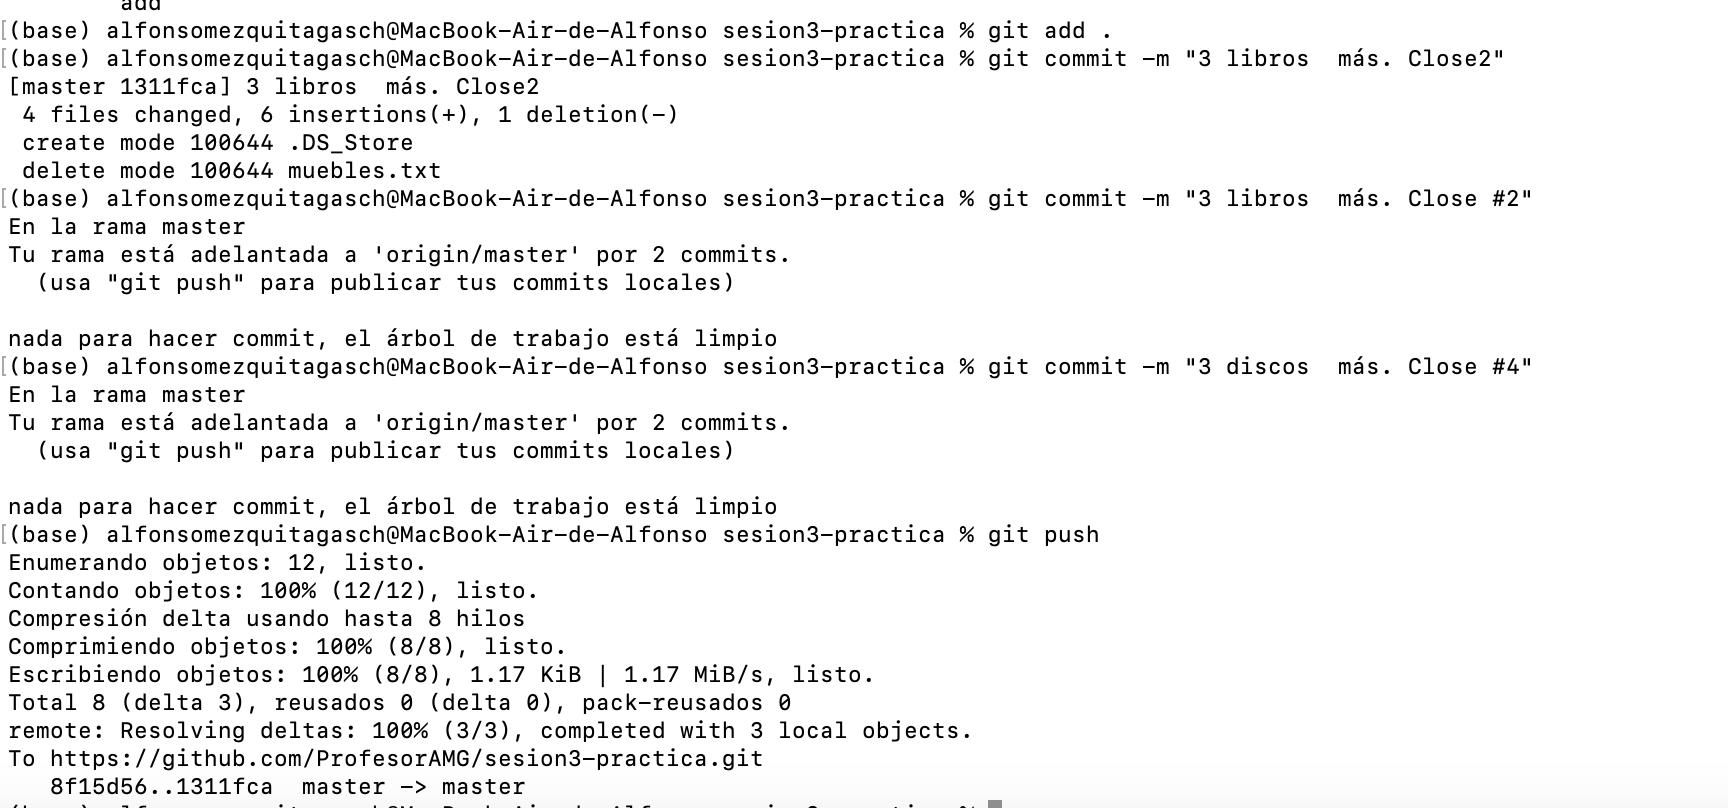 add
[(base) alfonsomezquitagasch@MacBook-Air-de-Alfonso sesion3-practica % git add .
[(base) alfonsomezquitagasch@MacBook-Air-de-Alfonso sesion3-practica % git commit -m "3 libros  más. Close2"
[master 1311fca] 3 libros  más. Close2
 4 files changed, 6 insertions(+), 1 deletion(-)
 create mode 100644 .DS_Store
 delete mode 100644 muebles.txt
[(base) alfonsomezquitagasch@MacBook-Air-de-Alfonso sesion3-practica % git commit -m "3 libros  más. Close #2"
En la rama master
Tu rama está adelantada a 'origin/master' por 2 commits.
  (usa "git push" para publicar tus commits locales)
nada para hacer commit, el árbol de trabajo está limpio
[(base) alfonsomezquitagasch@MacBook-Air-de-Alfonso sesion3-practica % git commit -m "3 discos  más. Close #4"
En la rama master
Tu rama está adelantada a 'origin/master' por 2 commits.
  (usa "git push" para publicar tus commits locales)
nada para hacer commit, el árbol de trabajo está limpio
[(base) alfonsomezquitagasch@MacBook-Air-de-Alfonso sesion3-practica % git push
Enumerando objetos: 12, listo.
Contando objetos: 100% (12/12), listo.
Compresión delta usando hasta 8 hilos
Comprimiendo objetos: 100% (8/8), listo.
Escribiendo objetos: 100% (8/8), 1.17 KiB | 1.17 MiB/s, listo.
Total 8 (delta 3), reusados 0 (delta 0), pack-reusados 0
remote: Resolving deltas: 100% (3/3), completed with 3 local objects.
To https://github.com/ProfesorAMG/sesion3-practica.git
   8f15d56..1311fca  master -> master